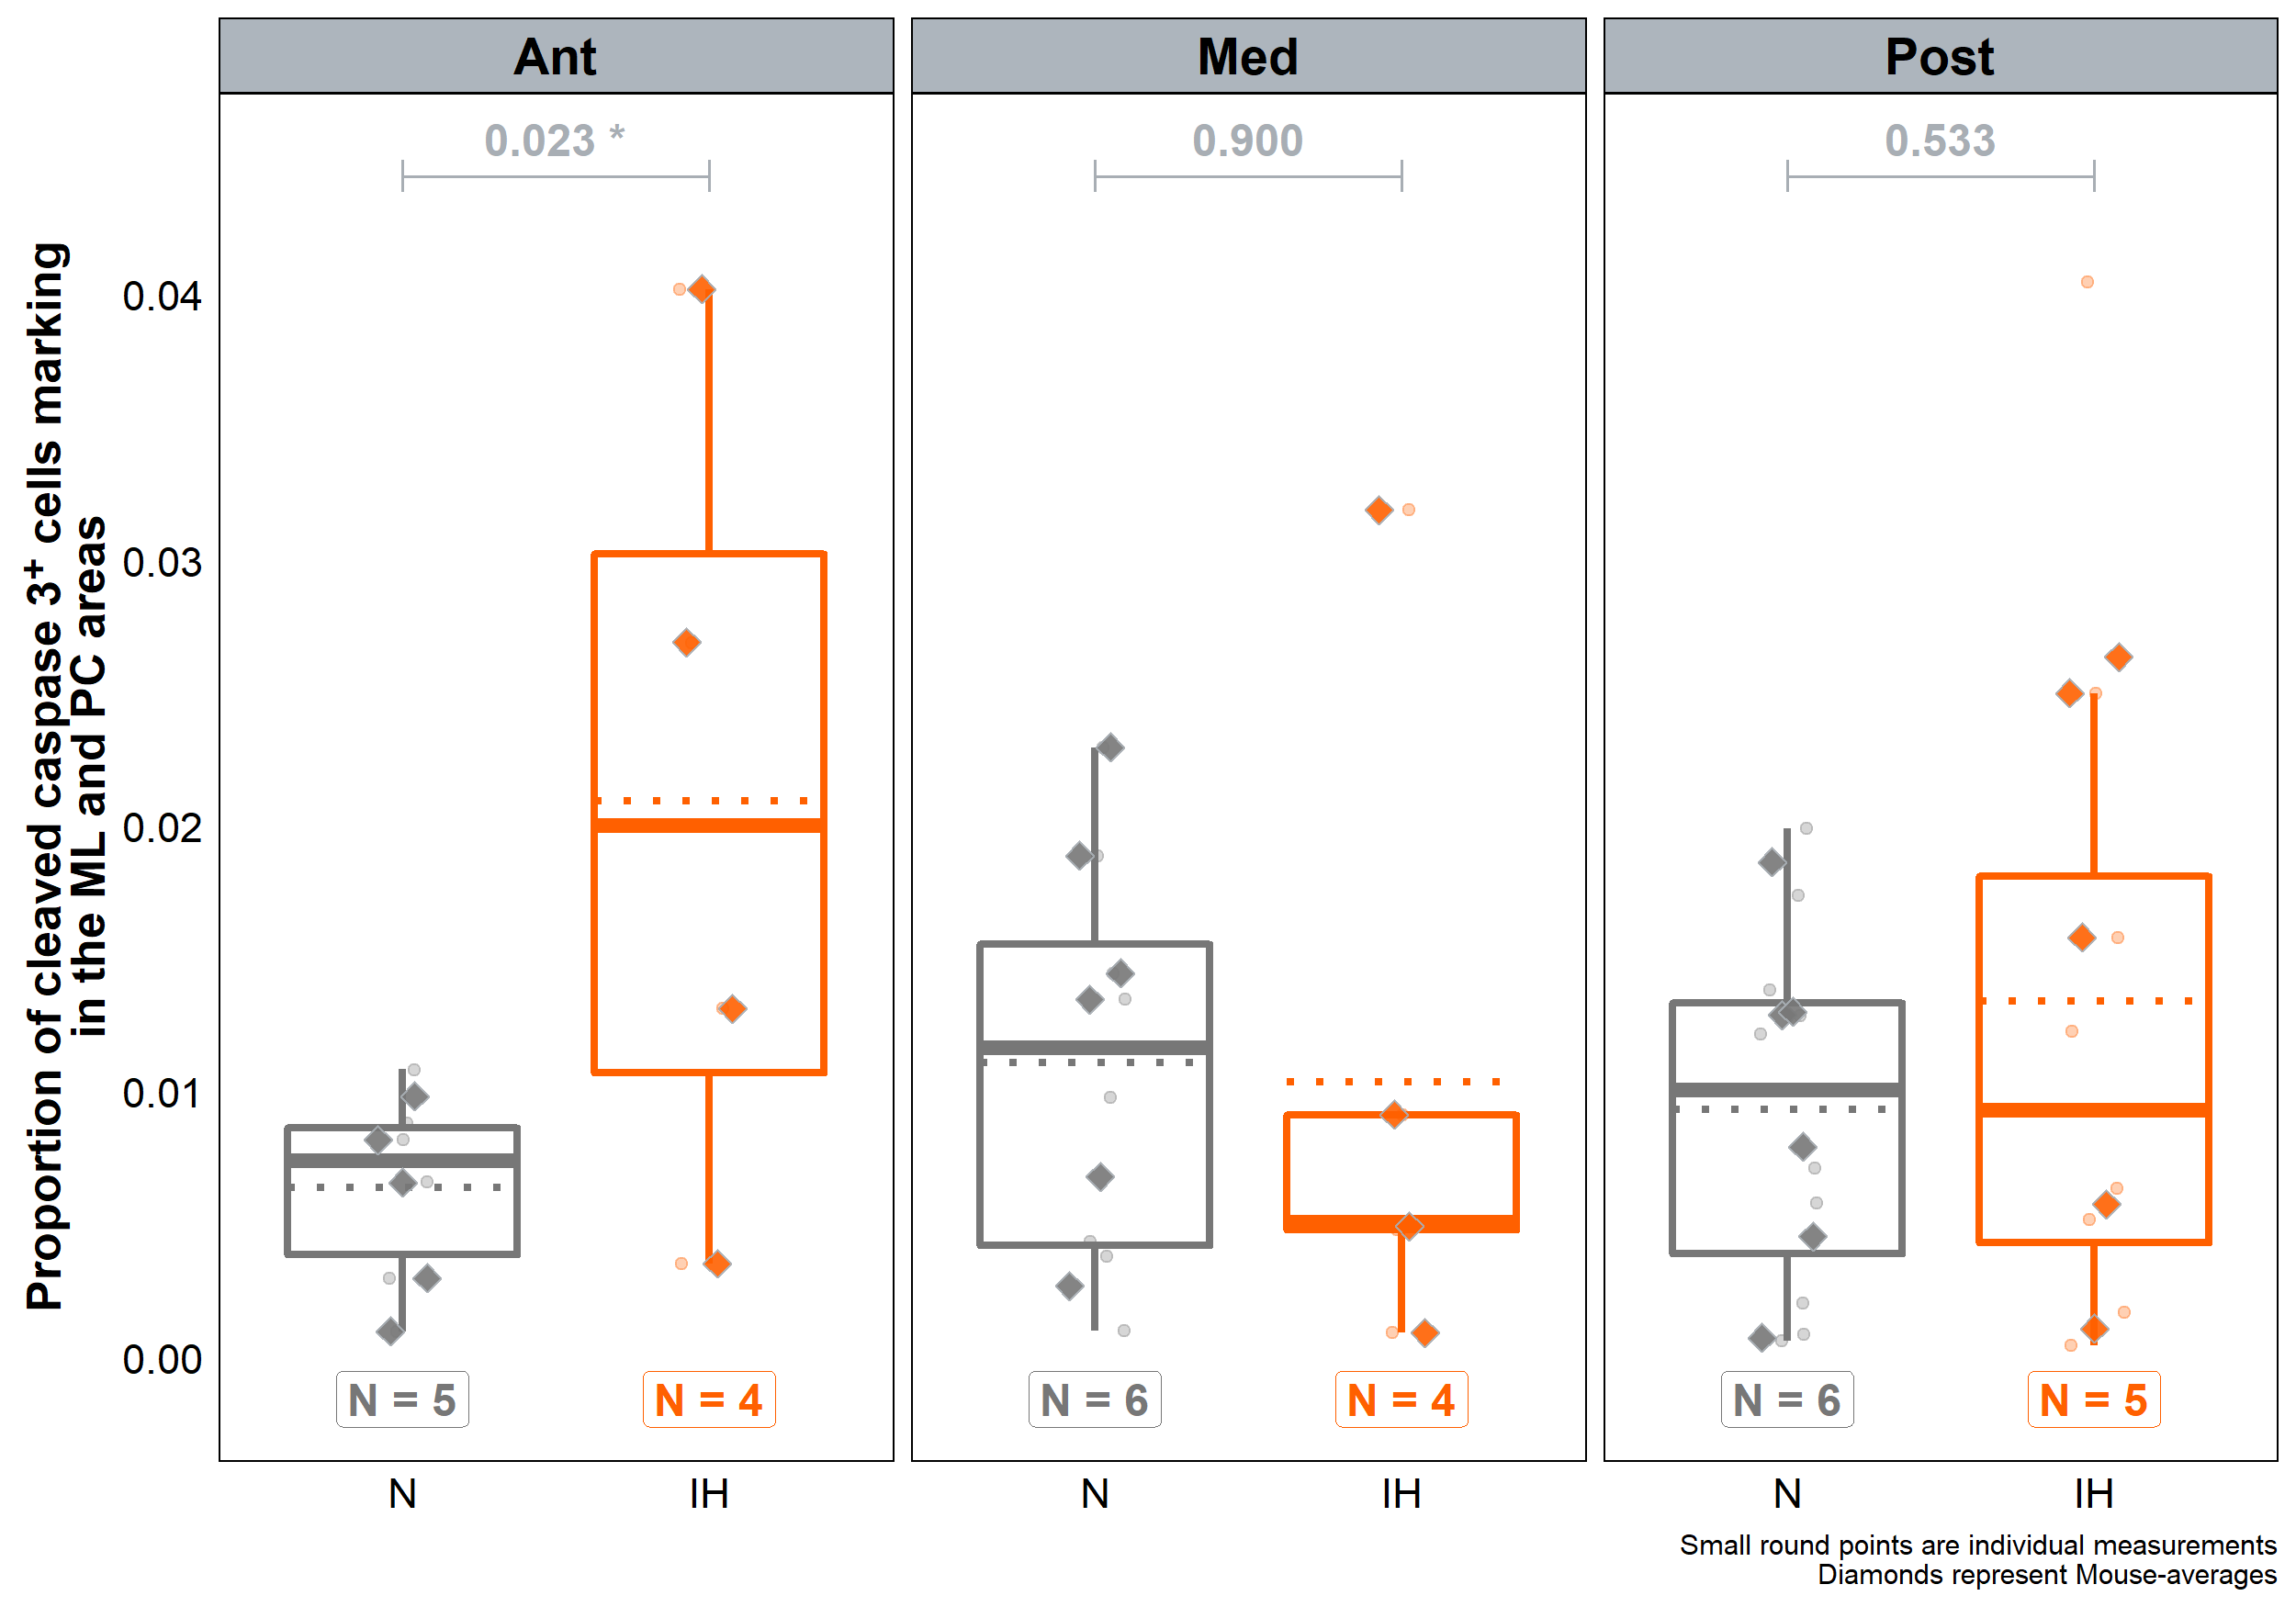 Ant
Med
Post
0.023 *
0.900
0.533
Proportion of cleaved caspase 3⁺ cells marking
in the ML and PC areas
0.04
0.03
0.02
0.01
0.00
N = 5
N = 4
N = 6
N = 4
N = 6
N = 5
N
IH
N
IH
N
IH
Small round points are individual measurements
Diamonds represent Mouse-averages